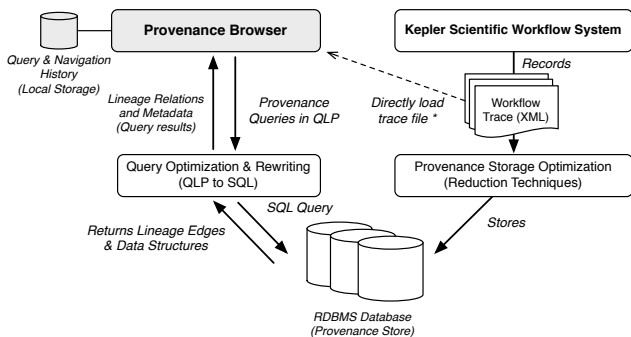 Provenance Browser
Kepler Scientific Workflow System
Query & Navigation
History
(Local Storage)
Records
Lineage Relations
and Metadata
(Query results)
Provenance
Queries in QLP
Directly load
trace file *
Workflow
Trace (XML)
Query Optimization & Rewriting
(QLP to SQL)
Provenance Storage Optimization
(Reduction Techniques)
SQL Query
Returns Lineage Edges
& Data Structures
Stores
RDBMS Database
(Provenance Store)